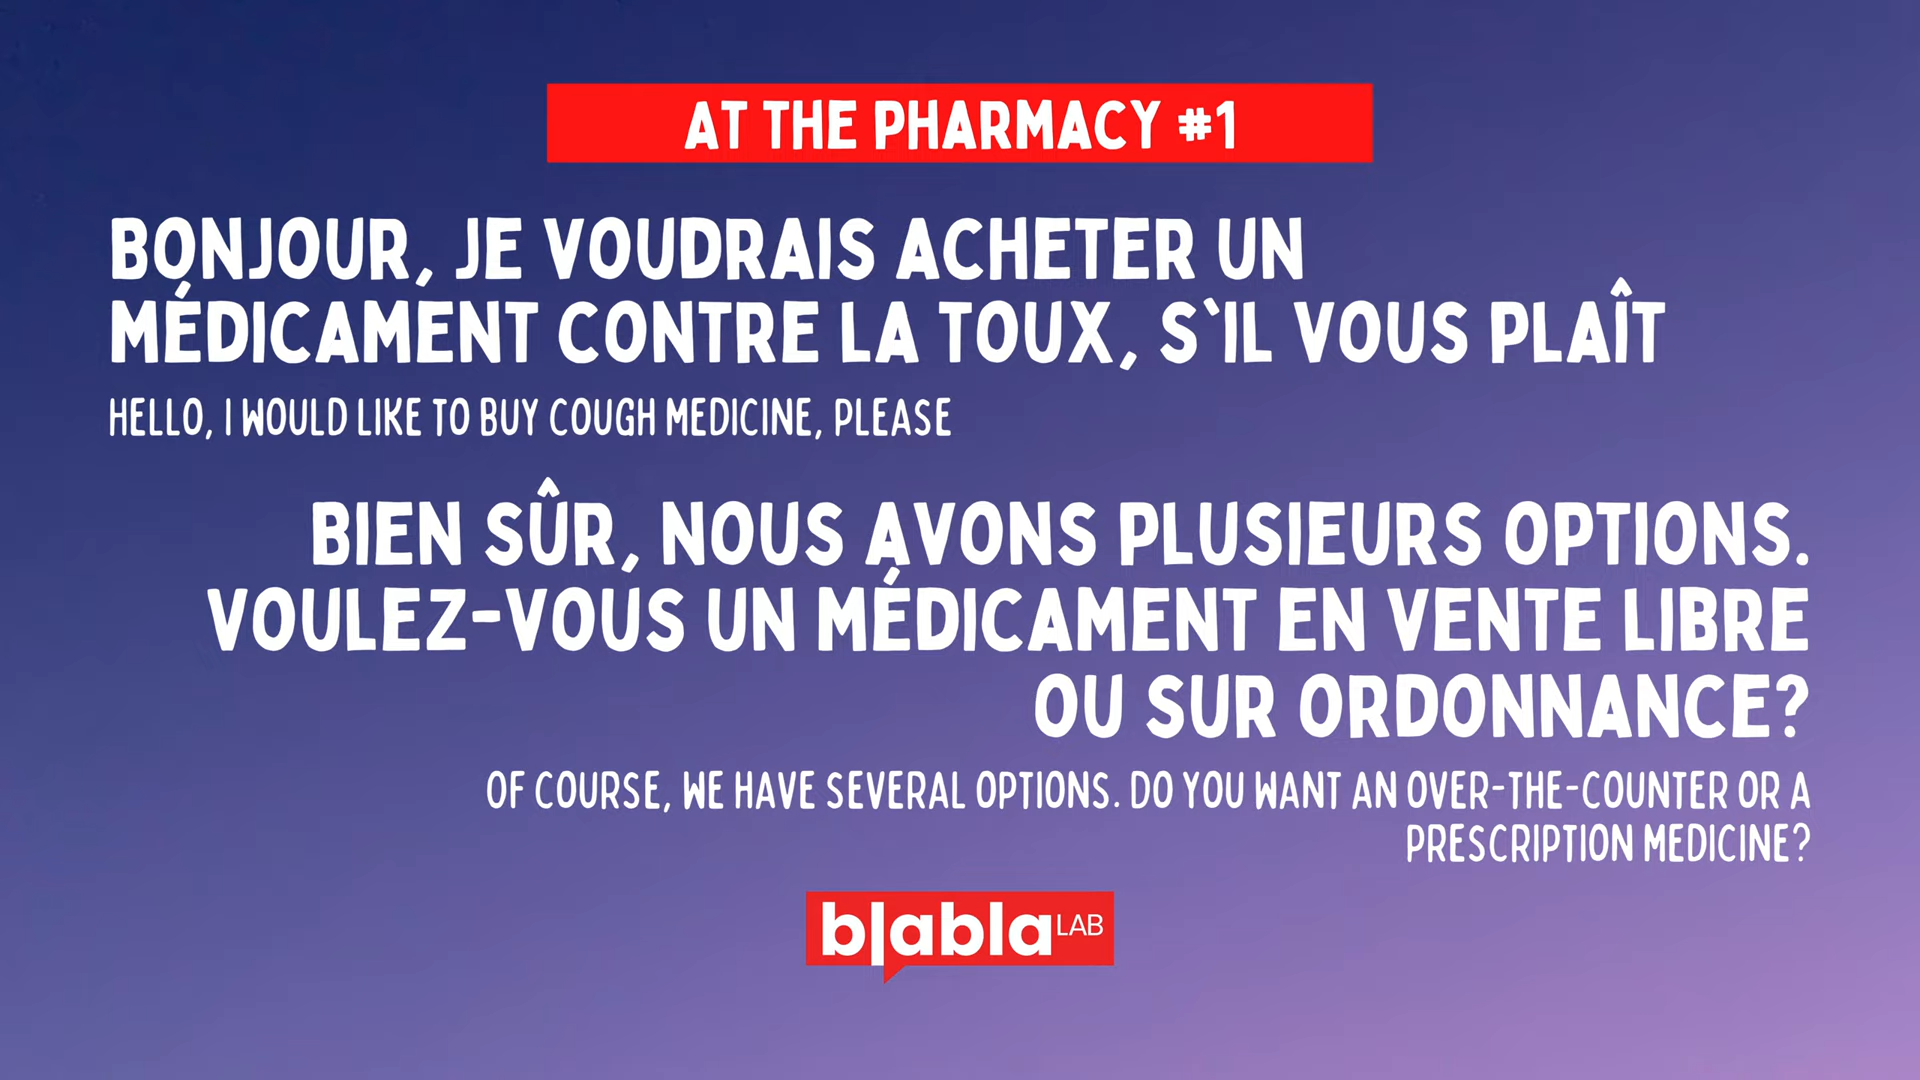 AT THE PHARMACY #1
BONJOUR, JE VOUDRAIS ACHETER UN
MÉDICAMENT CONTRE LA TOUX, S`IL VOUS PLAÎT
HELLO, I WOULD LIKE TO BUY COUGH MEDICINE, PLEASE
BIEN SÛR, NOUS AVONS PLUSIEURS OPTIONS.
VOULEZ-VOUS UN MÉDICAMENT EN VENTE LIBRE
OU SUR ORDONNANCE?
OF COURSE, WE HAVE SEVERAL OPTIONS. DO YOU WANT AN OVER-THE-COUNTER OR A
PRESCRIPTION MEDICINE?
blabla LAB